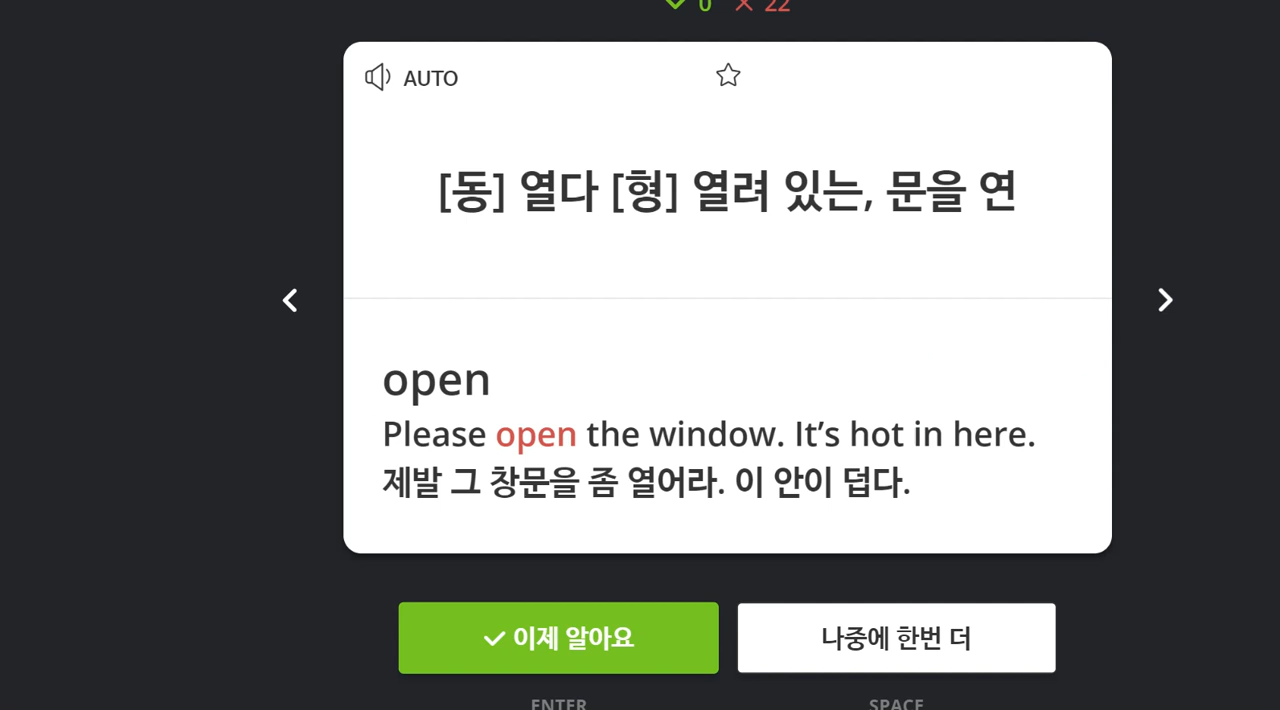 0 22
AUTO
[동] 열다 [형] 열려 있는, 문을 연
open
Please open the window. It’s hot in here.
제발 그 창문을 좀 열어라. 이 안이 덥다.
이제 알아요
나중에 한번 더
ENTER
SPACE